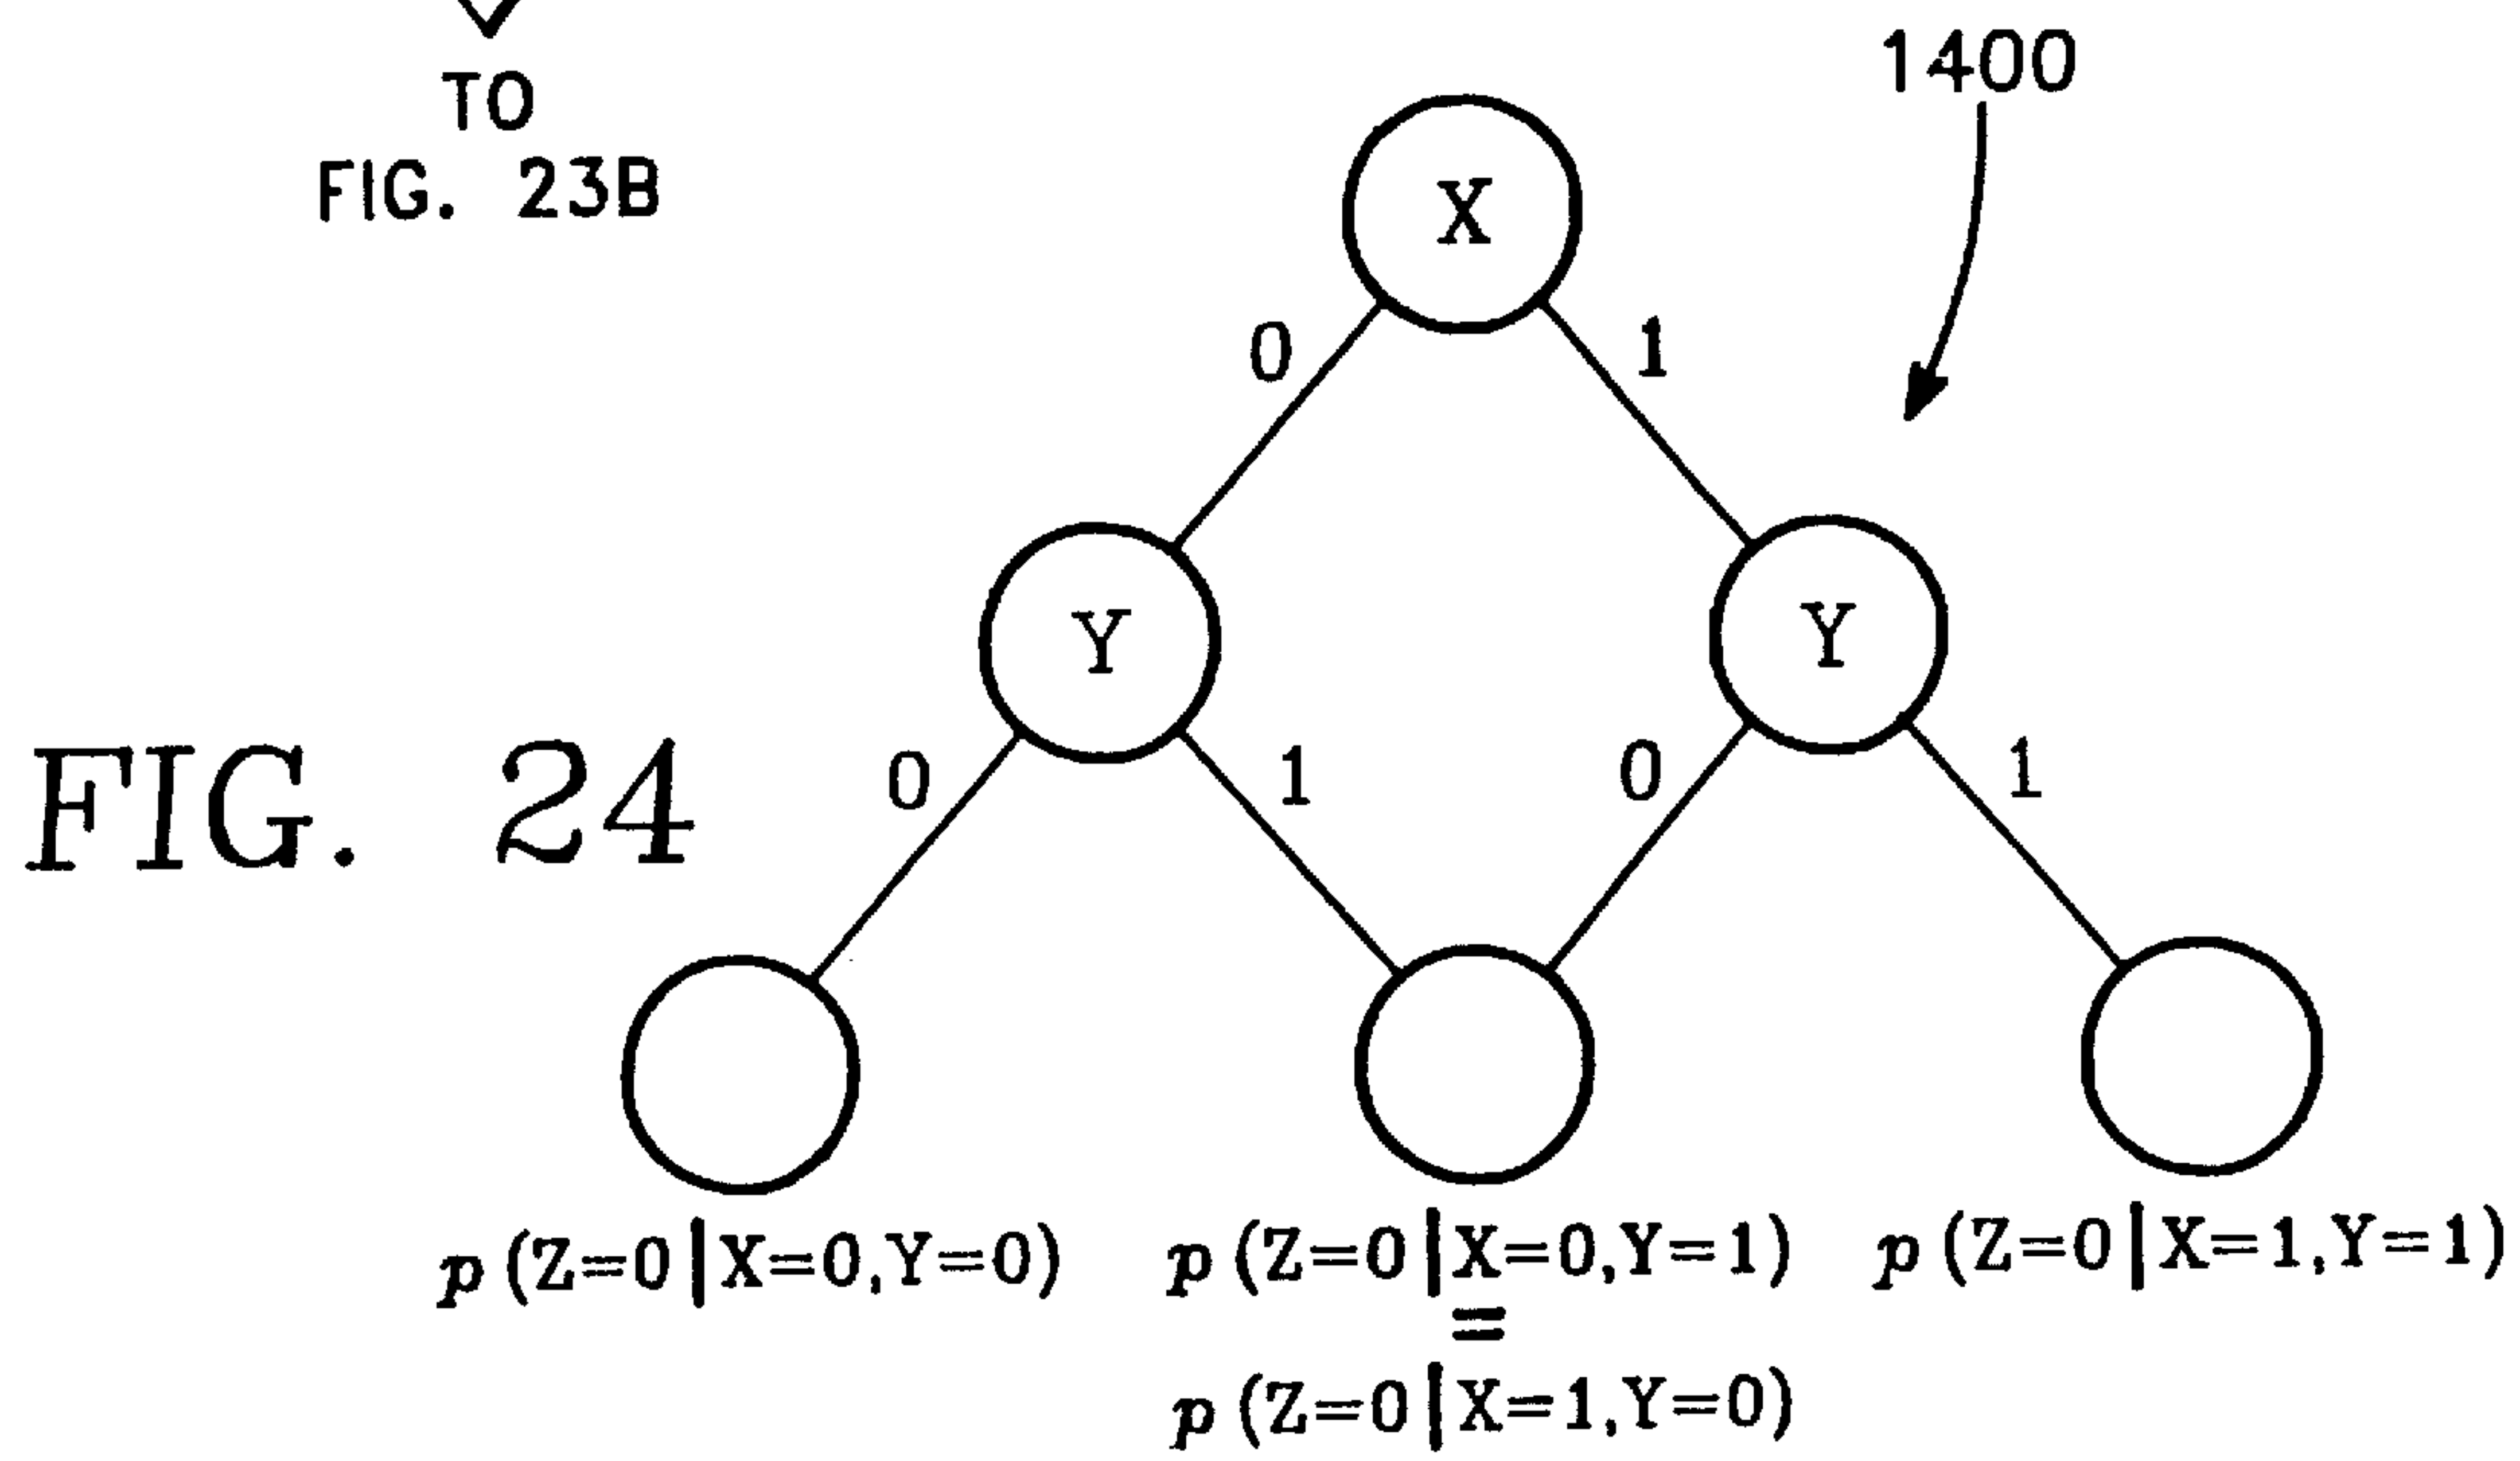 TO
FIG. 23B
1400
X
0
1
Y
Y
0
1
0
1
FIG. 24
p(Z=0|X=0,Y=0)
p(Z=0|X=0,Y=1)
=
p(Z=0|X=1,Y=0)
p(Z=0|X=1,Y=1)